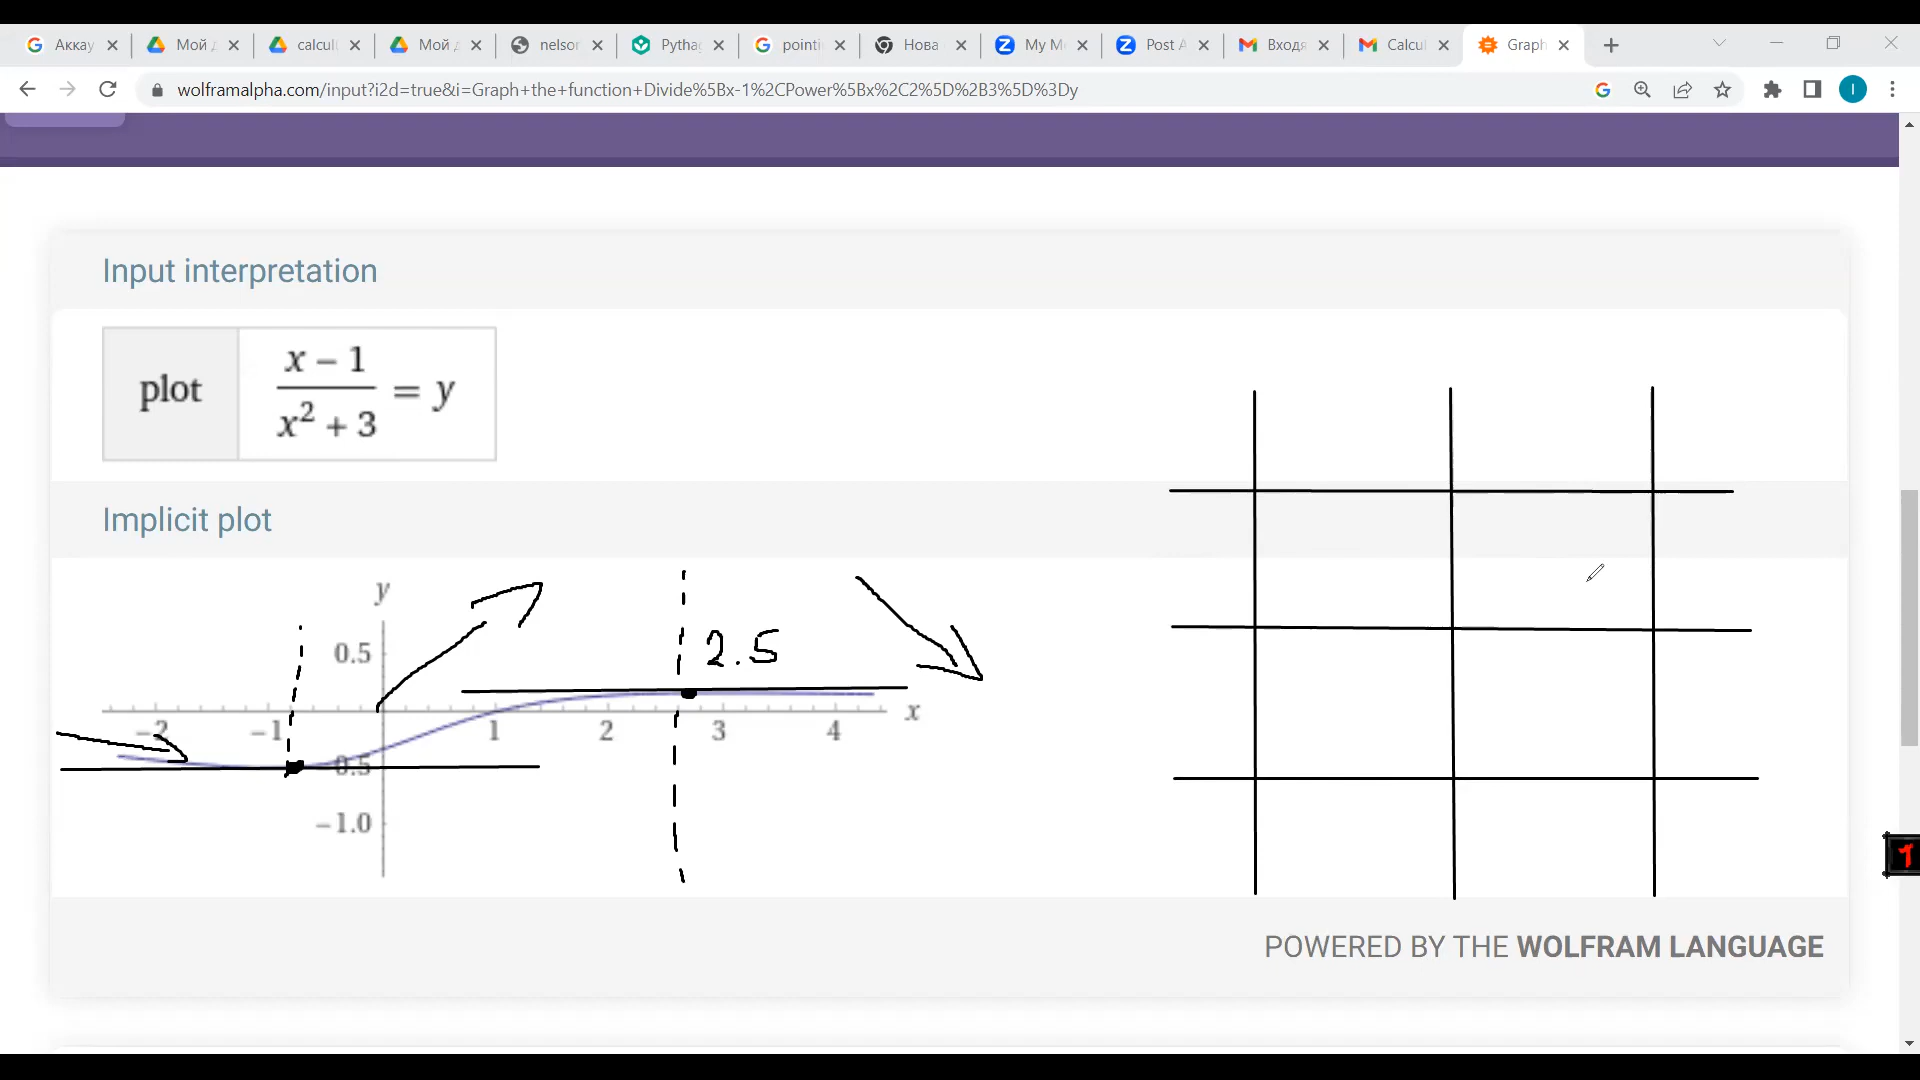 Аккау
Мой
calcul
Мой
nelson
Pytha
pointi
Нова
My M
Post A
Входя
Calcul
Graph
wolframalpha.com/input?i2d=true&i=Graph+the+function+Divide%5Bx-1%2CPower%5Bx%2C2%5D%2B3%5D%3Dy
I
Input interpretation
plot x − 1
x² + 3 = y
Implicit plot
y
0.5
2.5
−2 −1 1 2 3 4 x
0.5
−1.0
1
POWERED BY THE WOLFRAM LANGUAGE